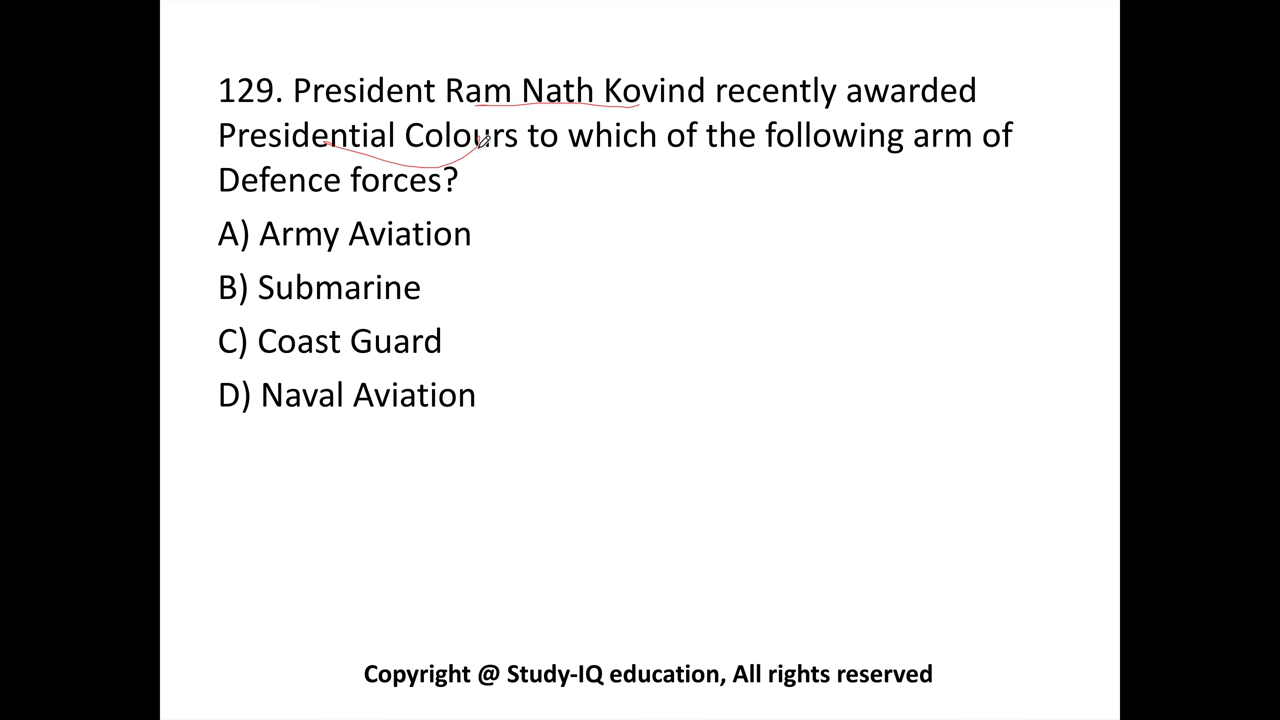 129. President Ram Nath Kovind recently awarded
Presidential Colours to which of the following arm of
Defence forces?
A) Army Aviation
B) Submarine
C) Coast Guard
D) Naval Aviation
Copyright @ Study-IQ education, All rights reserved